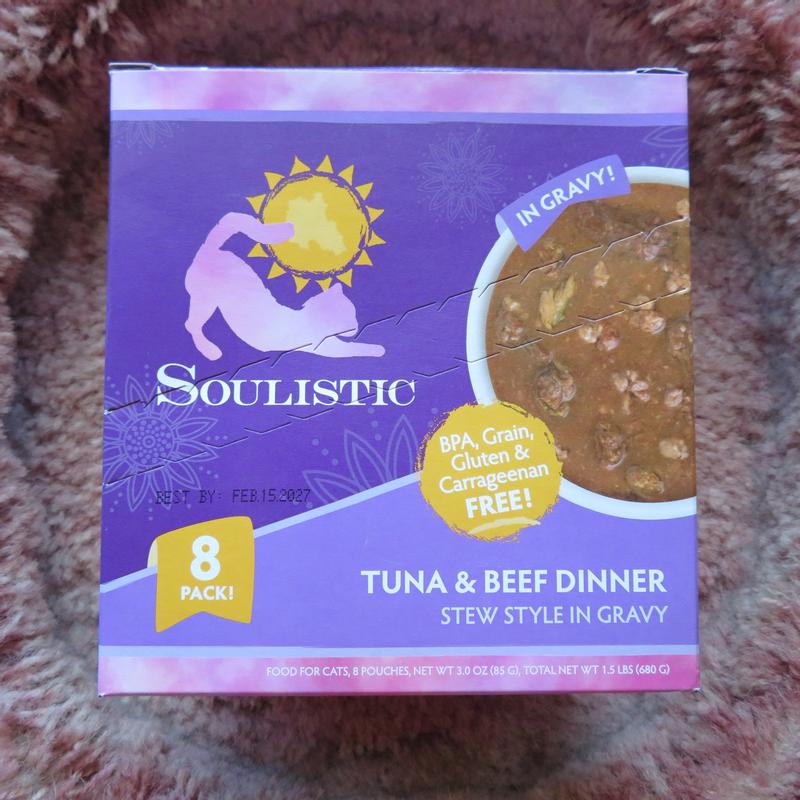 IN GRAVY!
SOULISTIC
BPA, Grain,
Gluten &
Carrageenan
FREE!
BEST BY: FEB.15.2027
8
PACK!
TUNA & BEEF DINNER
STEW STYLE IN GRAVY
FOOD FOR CATS, 8 POUCHES, NET WT 3.0 OZ (85 G), TOTAL NET WT 1.5 LBS (680 G)